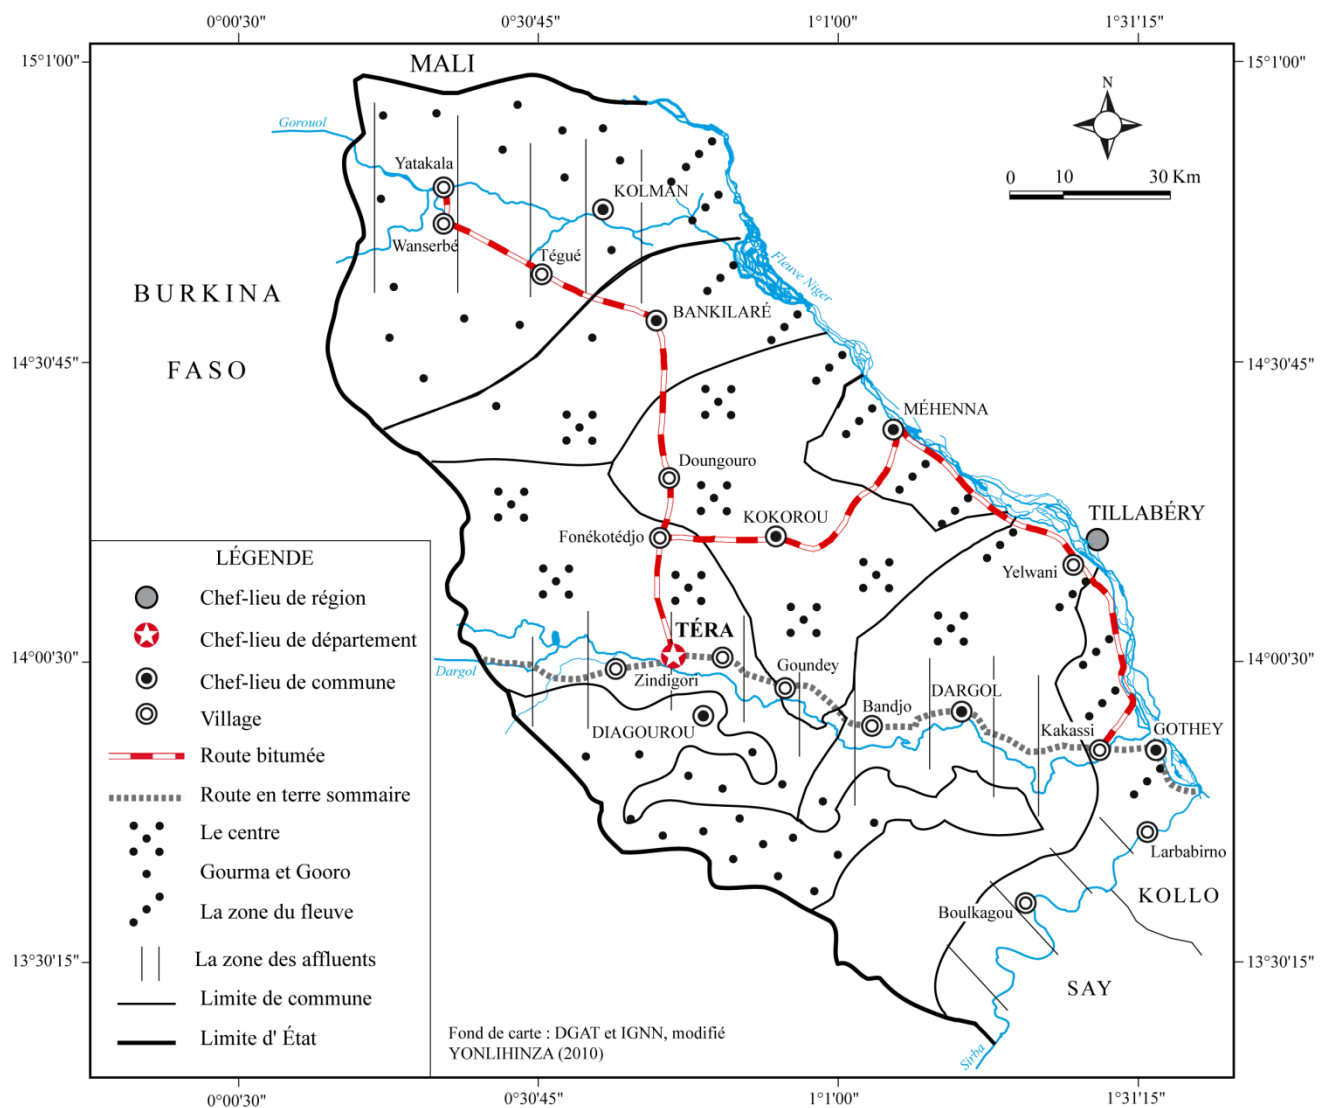 0°00'30"
0°30'45"
1°1'00"
1°31'15"
15°1'00"
MALI
15°1'00"
N
Gorouol
Yatakala
KOLMAN
0 10 30 Km
Wanserbé
Tégué
Fleuve Niger
BURKINA
BANKILARÉ
FASO
14°30'45"
14°30'45"
MÉHENNA
Doungouro
KOKOROU
TILLABÉRY
Fonékotédjo
Yelwani
TÉRA
14°00'30"
14°00'30"
Dargol
Zindigori
Goundey
Bandjo
DARGOL
DIAGOUROU
Kakassi
GOTHEY
Larbabirno
KOLLO
Boulkagou
SAY
13°30'15"
13°30'15"
Sirba
LÉGENDE
Chef-lieu de région
Chef-lieu de département
Chef-lieu de commune
Village
Route bitumée
Route en terre sommaire
Le centre
Gourma et Gooro
La zone du fleuve
La zone des affluents
Limite de commune
Limite d' État
Fond de carte : DGAT et IGNN, modifié
YONLIHINZA (2010)
0°00'30"
0°30'45"
1°1'00"
1°31'15"